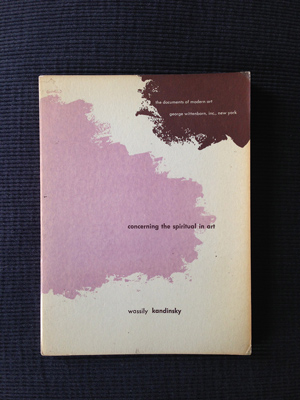 the documents of modern art
george wittenborn, inc., new york
concerning the spiritual in art
wassily kandinsky